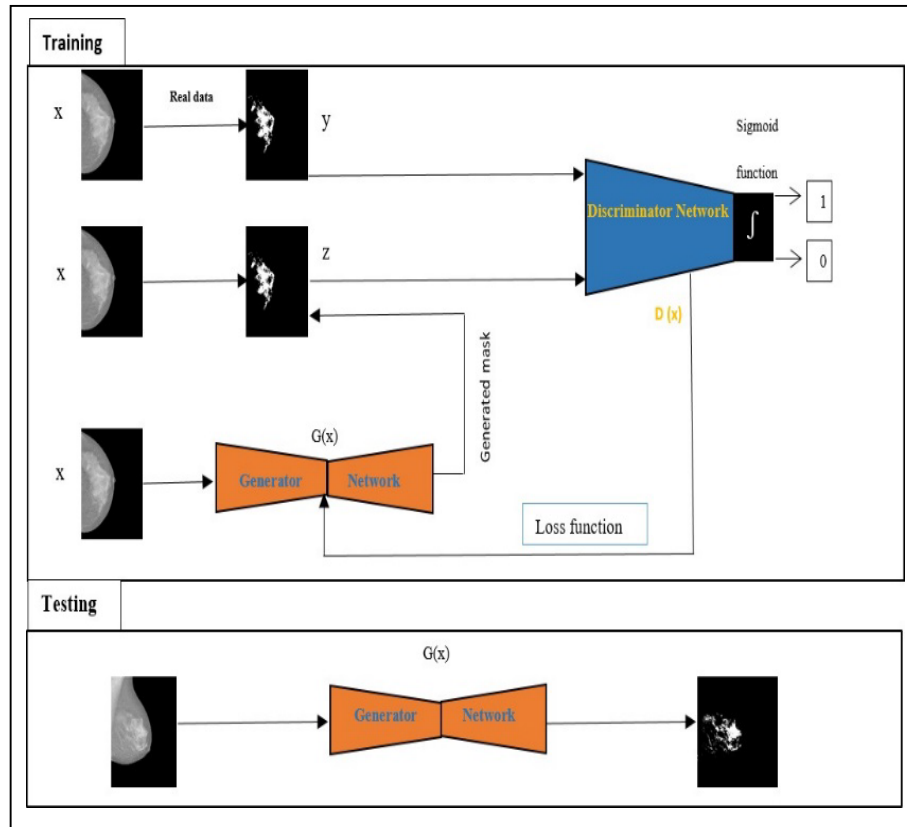 Training
x
Real data
y
Sigmoid
function
Discriminator Network
∫
1
0
x
z
D (x)
Generated mask
x
G(x)
Generator Network
Loss function
Testing
G(x)
Generator Network